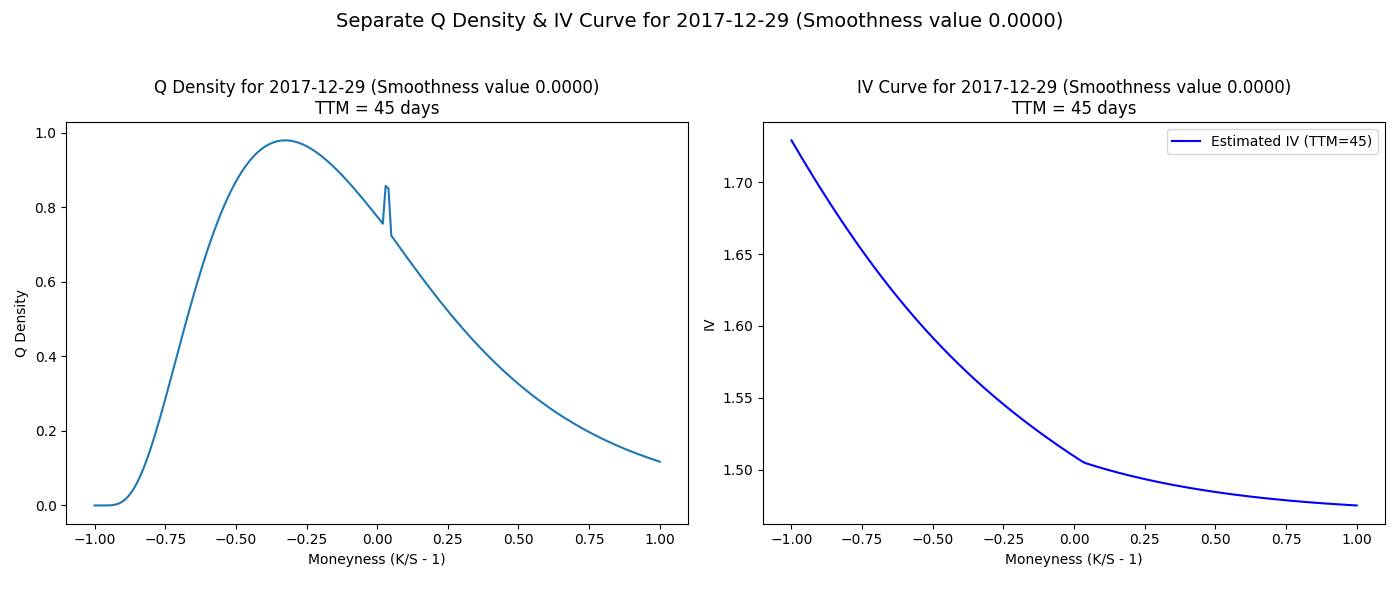 Separate Q Density & IV Curve for 2017-12-29 (Smoothness value 0.0000)
Q Density for 2017-12-29 (Smoothness value 0.0000)
TTM = 45 days
1.0
0.8
0.6
0.4
0.2
0.0
Q Density
−1.00 −0.75 −0.50 −0.25 0.00 0.25 0.50 0.75 1.00
Moneyness (K/S - 1)
IV Curve for 2017-12-29 (Smoothness value 0.0000)
TTM = 45 days
Estimated IV (TTM=45)
1.70
1.65
1.60
1.55
1.50
IV
−1.00 −0.75 −0.50 −0.25 0.00 0.25 0.50 0.75 1.00
Moneyness (K/S - 1)